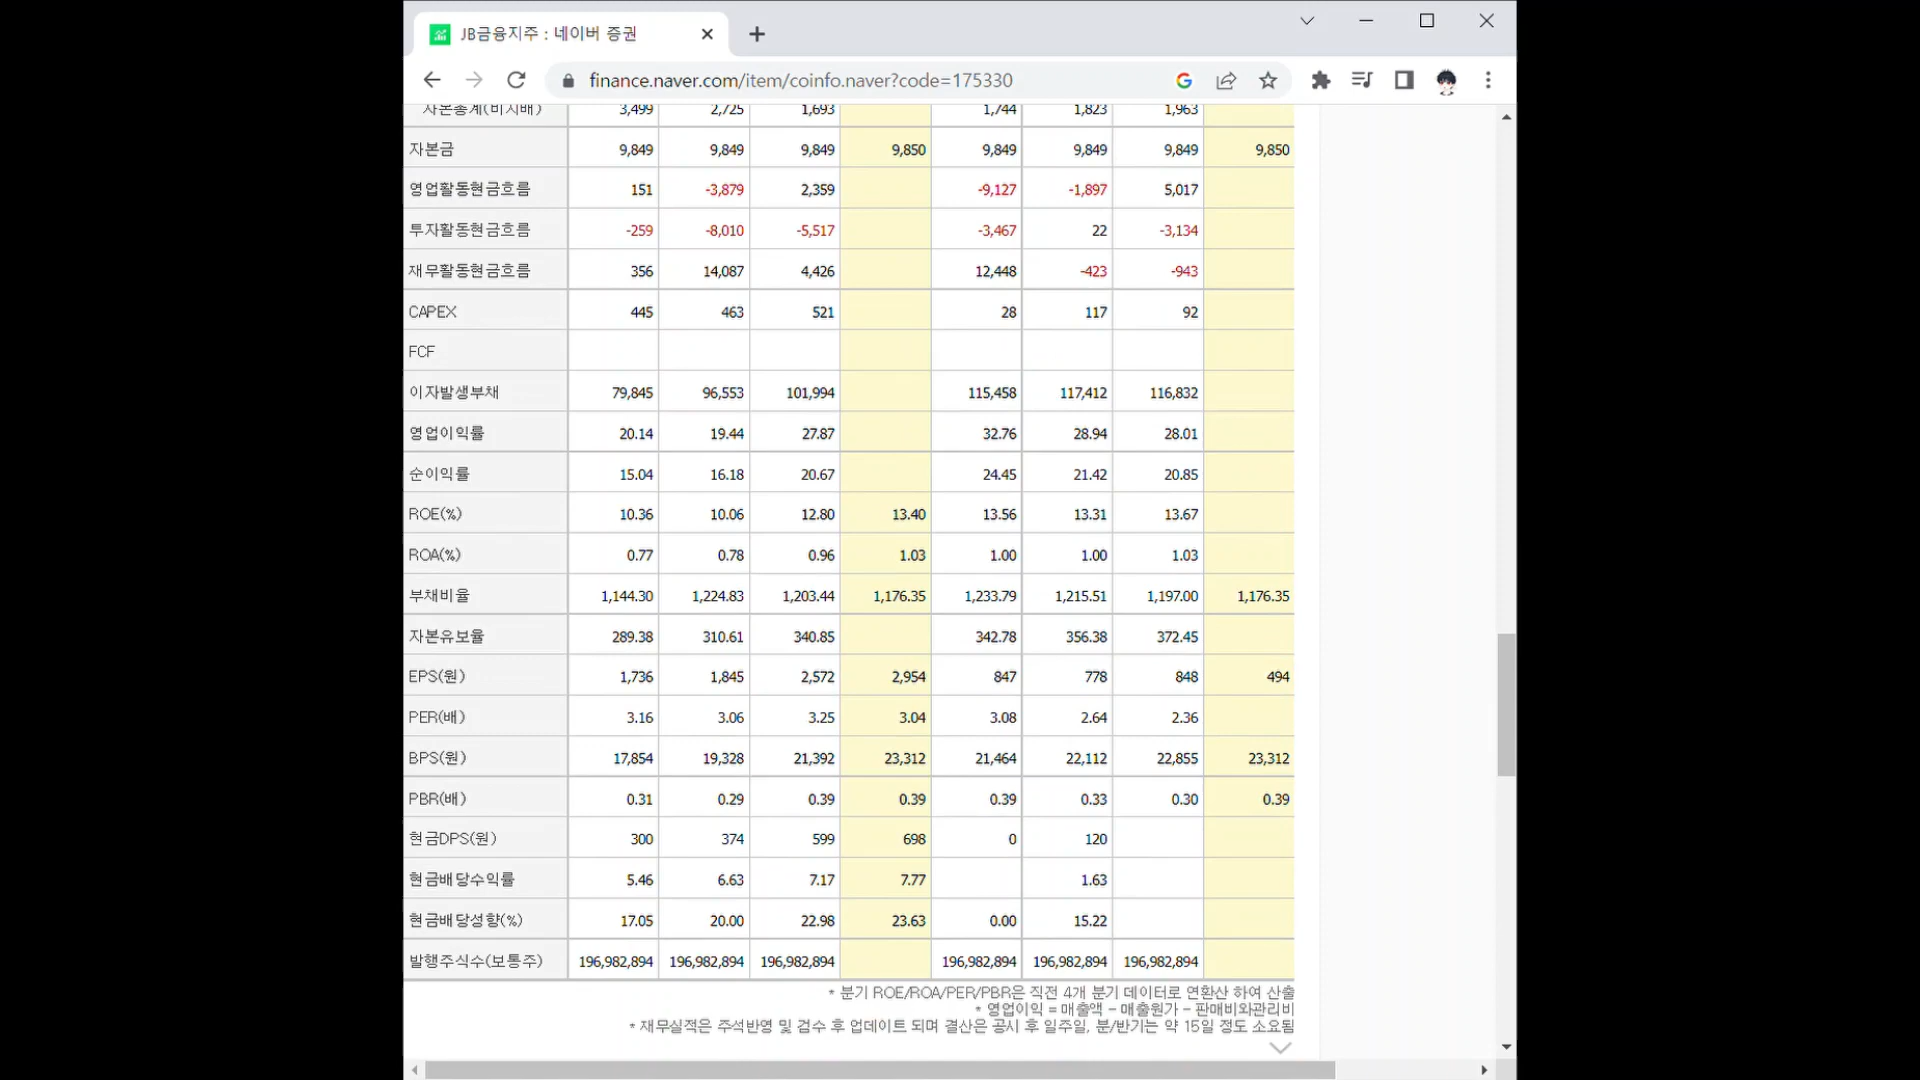 JB금융지주 : 네이버 증권
finance.naver.com/item/coinfo.naver?code=175330
자본총계(비지배) 3,499 2,725 1,693 1,744 1,823 1,963
자본금 9,849 9,849 9,849 9,850 9,849 9,849 9,849 9,850
영업활동현금흐름 151 -3,879 2,359 -9,127 -1,897 5,017
투자활동현금흐름 -259 -8,010 -5,517 -3,467 22 -3,134
재무활동현금흐름 356 14,087 4,426 12,448 -423 -943
CAPEX 445 463 521 28 117 92
FCF
이자발생부채 79,845 96,553 101,994 115,458 117,412 116,832
영업이익률 20.14 19.44 27.87 32.76 28.94 28.01
순이익률 15.04 16.18 20.67 24.45 21.42 20.85
ROE(%) 10.36 10.06 12.80 13.40 13.56 13.31 13.67
ROA(%) 0.77 0.78 0.96 1.03 1.00 1.00 1.03
부채비율 1,144.30 1,224.83 1,203.44 1,176.35 1,233.79 1,215.51 1,197.00 1,176.35
자본유보율 289.38 310.61 340.85 342.78 356.38 372.45
EPS(원) 1,736 1,845 2,572 2,954 847 778 848 494
PER(배) 3.16 3.06 3.25 3.04 3.08 2.64 2.36
BPS(원) 17,854 19,328 21,392 23,312 21,464 22,112 22,855 23,312
PBR(배) 0.31 0.29 0.39 0.39 0.39 0.33 0.30 0.39
현금DPS(원) 300 374 599 698 0 120
현금배당수익률 5.46 6.63 7.17 7.77 1.63
현금배당성향(%) 17.05 20.00 22.98 23.63 0.00 15.22
발행주식수(보통주) 196,982,894 196,982,894 196,982,894 196,982,894 196,982,894 196,982,894
* 분기 ROE/ROA/PER/PBR은 직전 4개 분기 데이터로 연환산 하여 산출
* 영업이익 = 매출액 - 매출원가 - 판매비와관리비
* 재무실적은 주석반영 및 검수 후 업데이트 되며 결산은 공시 후 일주일, 분/반기는 약 15일 정도 소요됨